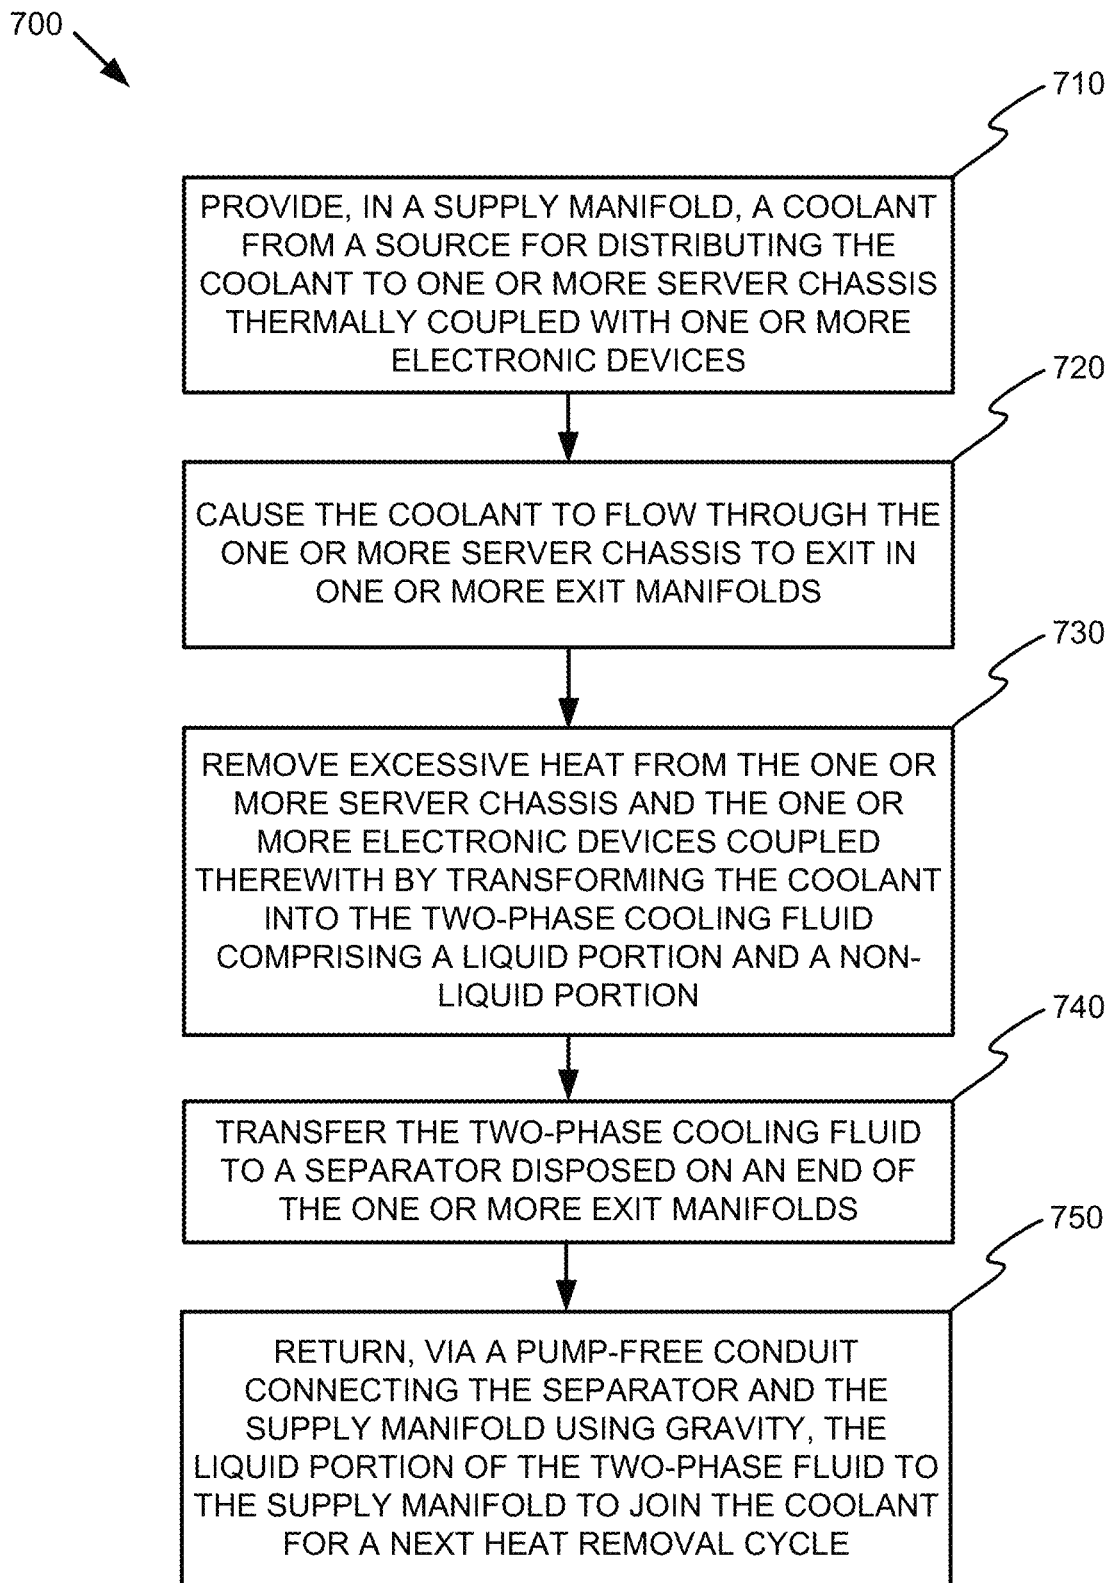 700
710
PROVIDE, IN A SUPPLY MANIFOLD, A COOLANT
FROM A SOURCE FOR DISTRIBUTING THE
COOLANT TO ONE OR MORE SERVER CHASSIS
THERMALLY COUPLED WITH ONE OR MORE
ELECTRONIC DEVICES
720
CAUSE THE COOLANT TO FLOW THROUGH THE
ONE OR MORE SERVER CHASSIS TO EXIT IN
ONE OR MORE EXIT MANIFOLDS
730
REMOVE EXCESSIVE HEAT FROM THE ONE OR
MORE SERVER CHASSIS AND THE ONE OR
MORE ELECTRONIC DEVICES COUPLED
THEREWITH BY TRANSFORMING THE COOLANT
INTO THE TWO-PHASE COOLING FLUID
COMPRISING A LIQUID PORTION AND A NON-
LIQUID PORTION
740
TRANSFER THE TWO-PHASE COOLING FLUID
TO A SEPARATOR DISPOSED ON AN END OF
THE ONE OR MORE EXIT MANIFOLDS
750
RETURN, VIA A PUMP-FREE CONDUIT
CONNECTING THE SEPARATOR AND THE
SUPPLY MANIFOLD USING GRAVITY, THE
LIQUID PORTION OF THE TWO-PHASE FLUID TO
THE SUPPLY MANIFOLD TO JOIN THE COOLANT
FOR A NEXT HEAT REMOVAL CYCLE